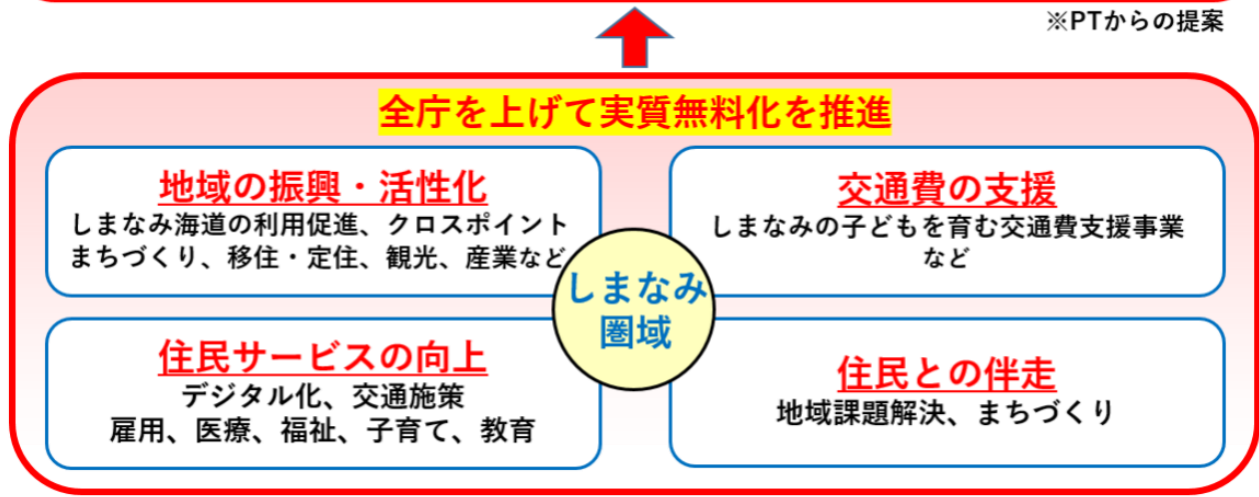 ※PTからの提案
全庁を上げて実質無料化を推進
地域の振興・活性化
しまなみ海道の利用促進、クロスポイント
まちづくり、移住・定住、観光、産業など
交通費の支援
しまなみの子どもを育む交通費支援事業
など
しまなみ
圏域
住民サービスの向上
デジタル化、交通施策
雇用、医療、福祉、子育て、教育
住民との伴走
地域課題解決、まちづくり